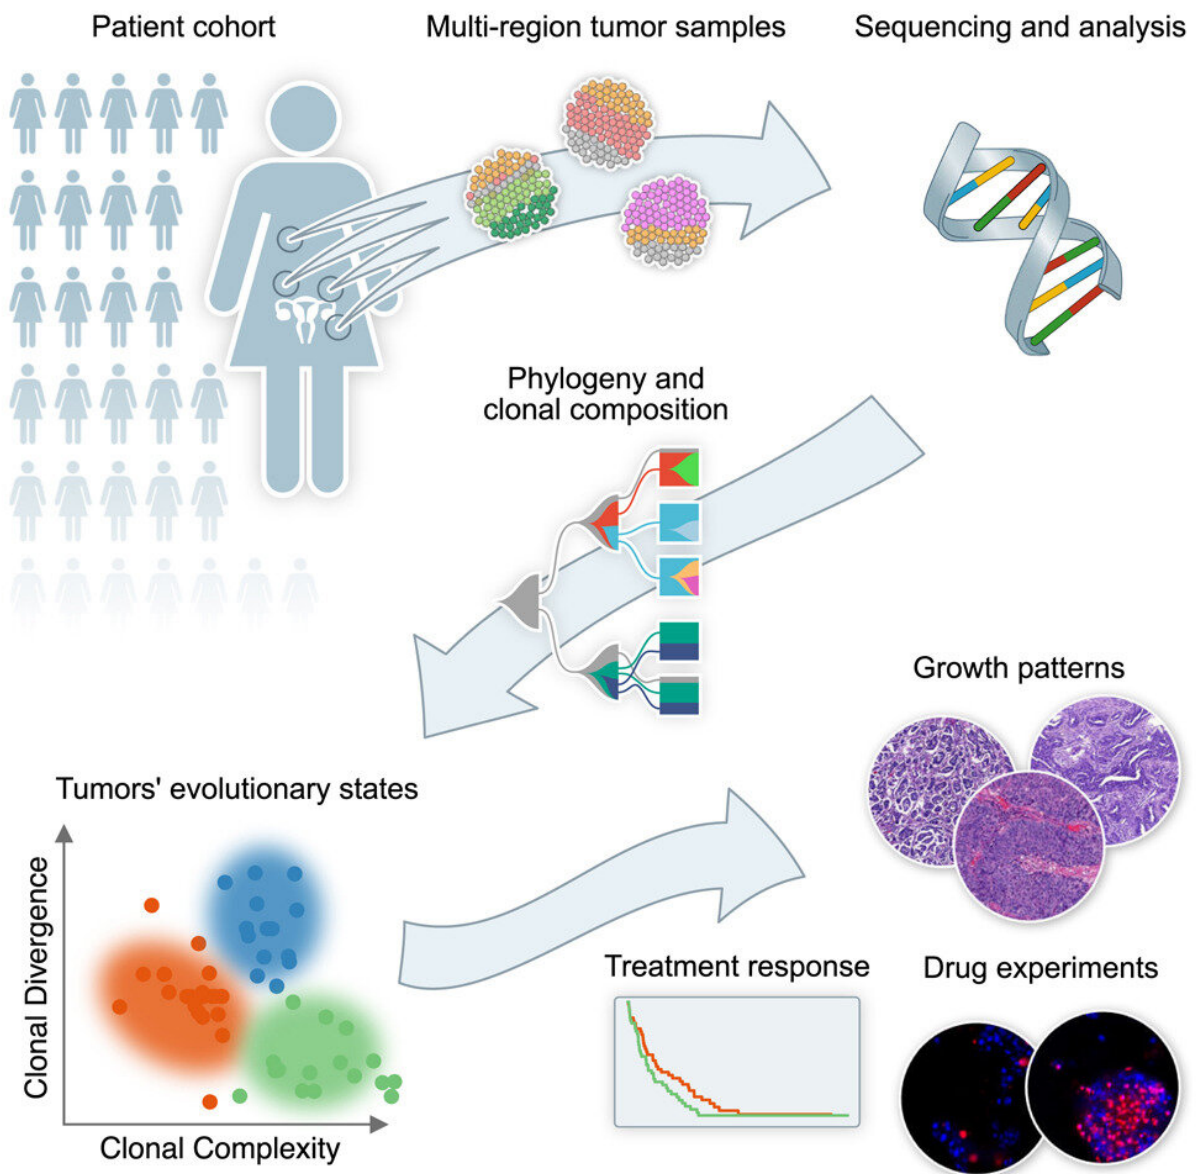 Patient cohort
Multi-region tumor samples
Sequencing and analysis
Phylogeny and
clonal composition
Growth patterns
Tumors' evolutionary states
Clonal Divergence
Clonal Complexity
Treatment response
Drug experiments